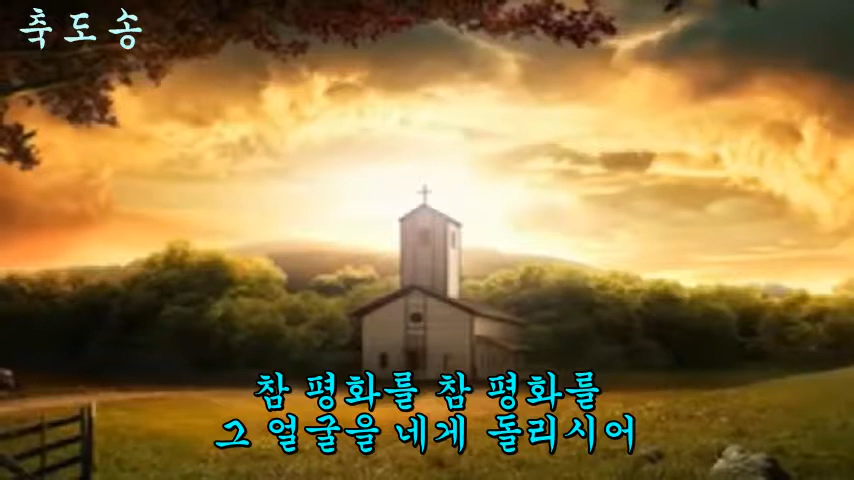 축 도 송
참 평화를 참 평화를
그 얼굴을 네게 돌리시어